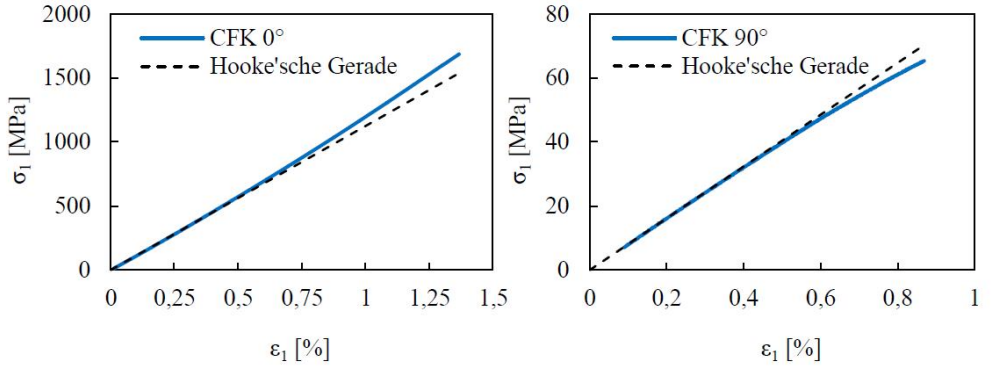 2000
1500
1000
500
0
σ₁ [MPa]
CFK 0°
Hooke'sche Gerade
0 0,25 0,5 0,75 1 1,25 1,5
ε₁ [%]
80
60
40
20
0
σ₁ [MPa]
CFK 90°
Hooke'sche Gerade
0 0,2 0,4 0,6 0,8 1
ε₁ [%]